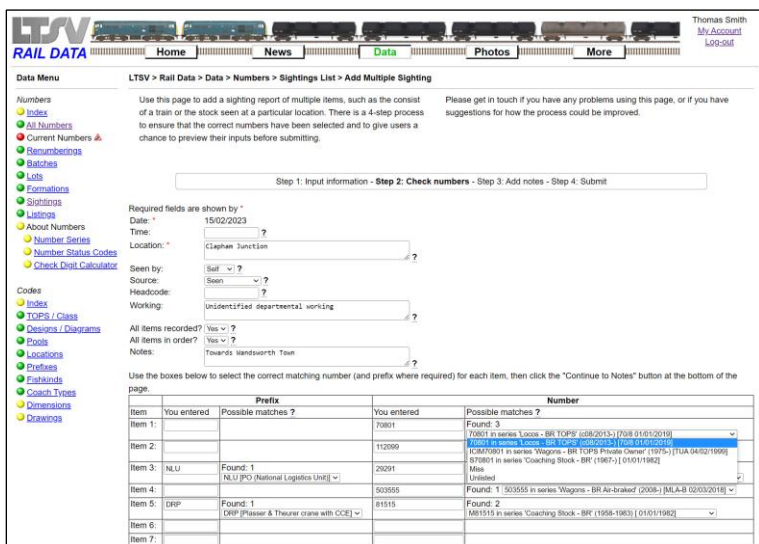 LTSV
RAIL DATA
Home
News
Data
Photos
More
Thomas Smith
My Account
Log-out
Data Menu
Numbers
Index
All Numbers
Current Numbers
Renumberings
Batches
Lots
Formations
Sightings
Listings
About Numbers
Number Series
Number Status Codes
Check Digit Calculator
Codes
Index
TOPS / Class
Designs / Diagrams
Pools
Locations
Prefixes
Fishkinds
Coach Types
Dimensions
Drawings
LTSV > Rail Data > Data > Numbers > Sightings List > Add Multiple Sighting
Use this page to add a sighting report of multiple items, such as the consist
of a train or the stock seen at a particular location. There is a 4-step process
to ensure that the correct numbers have been selected and to give users a
chance to preview their inputs before submitting.
Please get in touch if you have any problems using this page, or if you have
suggestions for how the process could be improved.
Step 1: Input information - Step 2: Check numbers - Step 3: Add notes - Step 4: Submit
Required fields are shown by *
Date: * 15/02/2023
Time: ?
Location: * Clapham Junction ?
Seen by: Self ?
Source: Seen ?
Headcode: ?
Working: Unidentified departmental working ?
All items recorded? Yes ?
All items in order? Yes ?
Notes: Towards Wandsworth Town ?
Use the boxes below to select the correct matching number (and prefix where required) for each item, then click the "Continue to Notes" button at the bottom of the
page.
Prefix Number
Item You entered Possible matches ? You entered Possible matches ?
Item 1: 70801 Found: 3
70801 in series 'Locos - BR TOPS' (c08/2013-) [70/8 01/01/2019]
70801 in series 'Locos - BR TOPS' (c08/2013-) [70/8 01/01/2019]
ICIM70801 in series 'Wagons - BR TOPS Private Owner' (1975-) [TUA 04/02/1999]
S70801 in series 'Coaching Stock - BR' (1967-) [ 01/01/1982]
Miss
Unlisted
Item 2: 112099
Item 3: NLU Found: 1 29291
NLU [PO (National Logistics Unit)]
Item 4: 503555 Found: 1 503555 in series 'Wagons - BR Air-braked' (2008-) [MLA-B 02/03/2018]
Item 5: DRP Found: 1 81515 Found: 2
DRP [Plasser & Theurer crane with CCE] M81515 in series 'Coaching Stock - BR' (1958-1983) [ 01/01/1982]
Item 6:
Item 7: